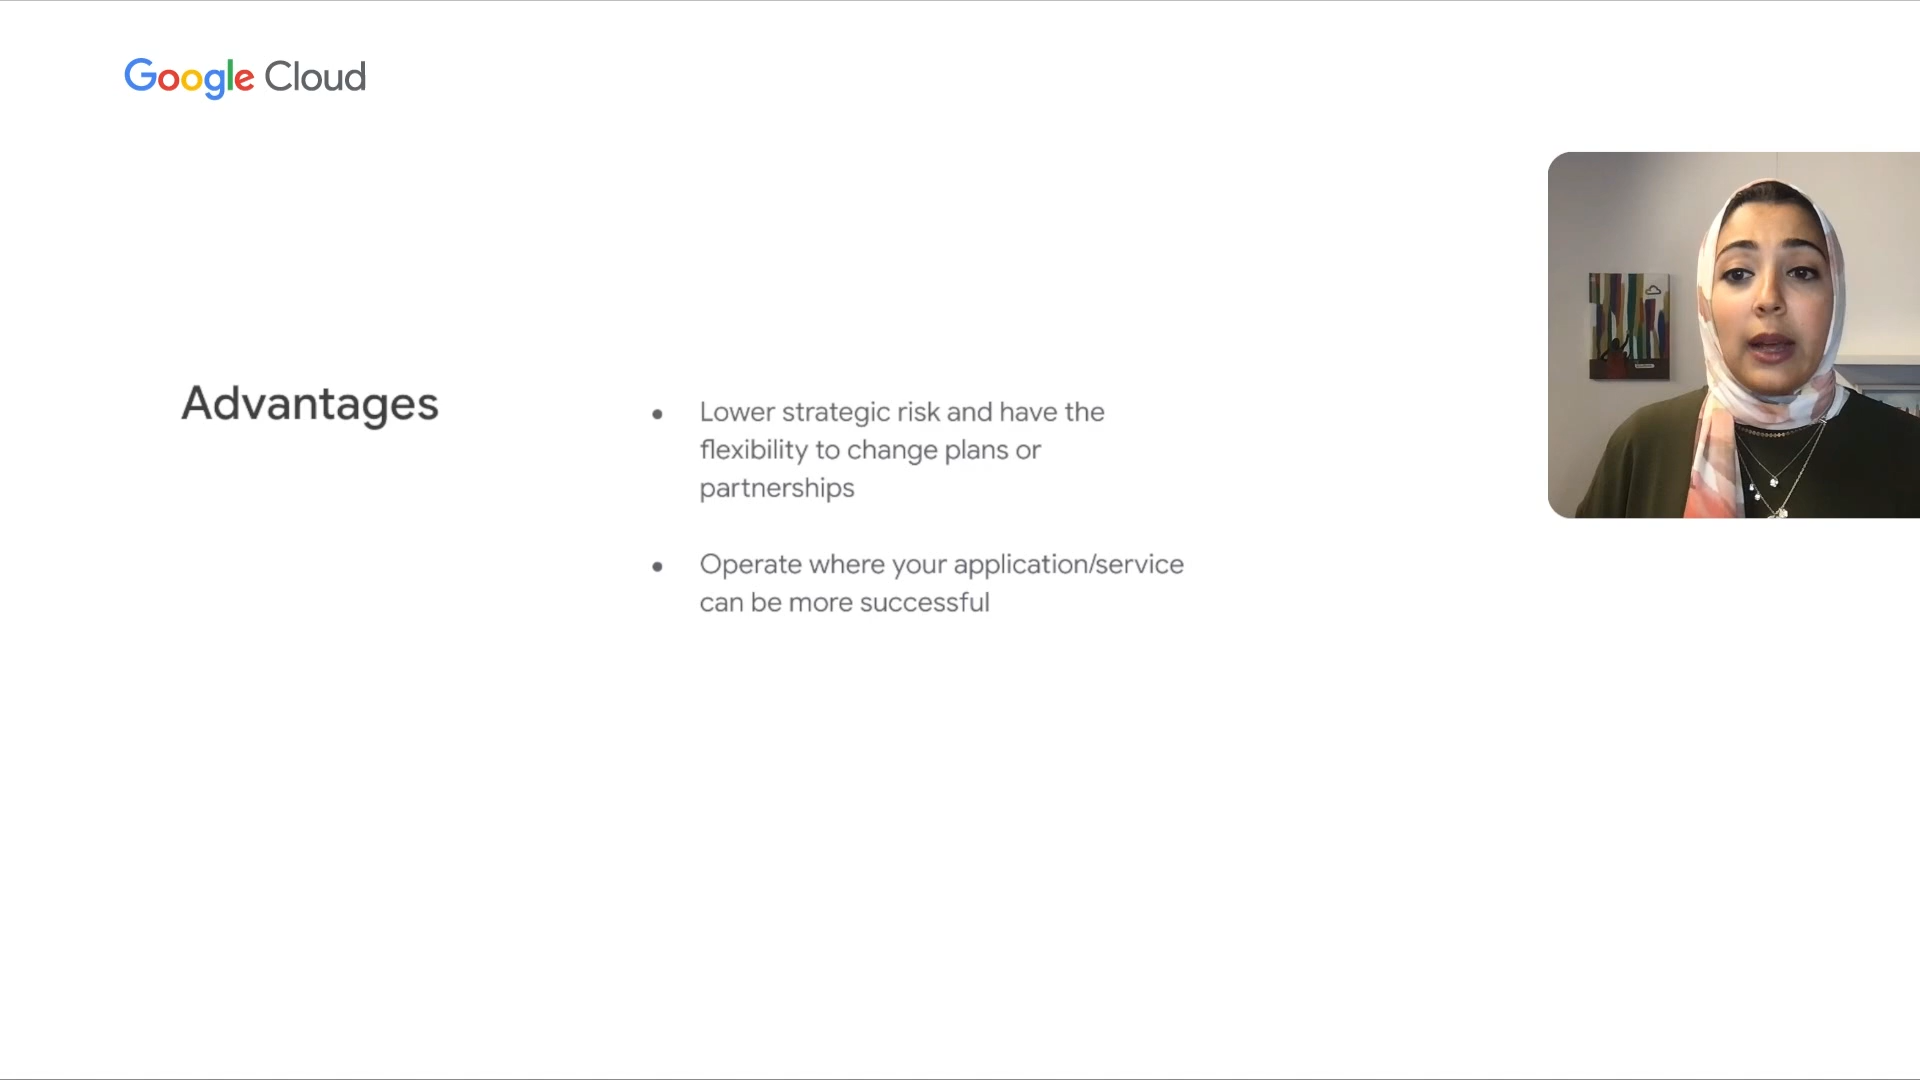 Google Cloud
Advantages
• Lower strategic risk and have the
flexibility to change plans or
partnerships
• Operate where your application/service
can be more successful